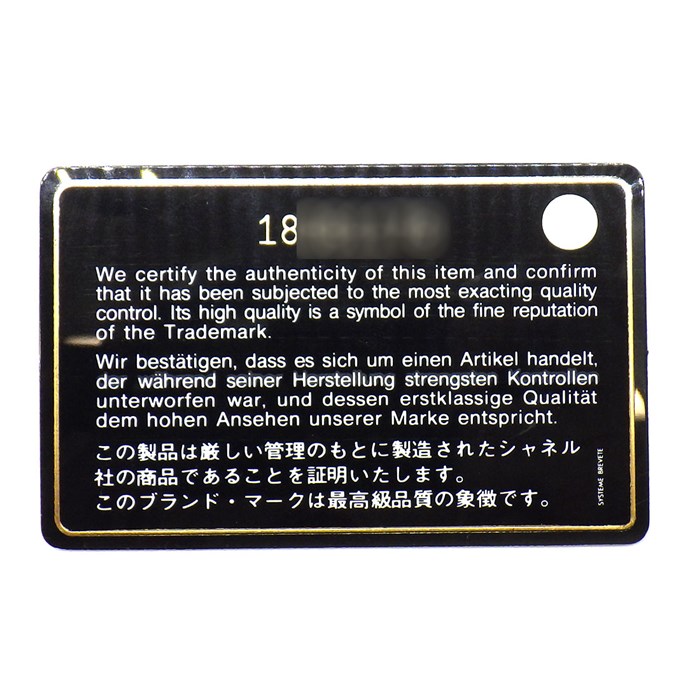 18
We certify the authenticity of this item and confirm
that it has been subjected to the most exacting quality
control. Its high quality is a symbol of the fine reputation
of the Trademark.
Wir bestätigen, dass es sich um einen Artikel handelt,
der während seiner Herstellung strengsten Kontrollen
unterworfen war, und dessen erstklassige Qualität
dem hohen Ansehen unserer Marke entspricht.
この製品は厳しい管理のもとに製造されたシャネル
社の商品であることを証明いたします。
このブランド・マークは最高級品質の象徴です。
SYSTEME BREVETE